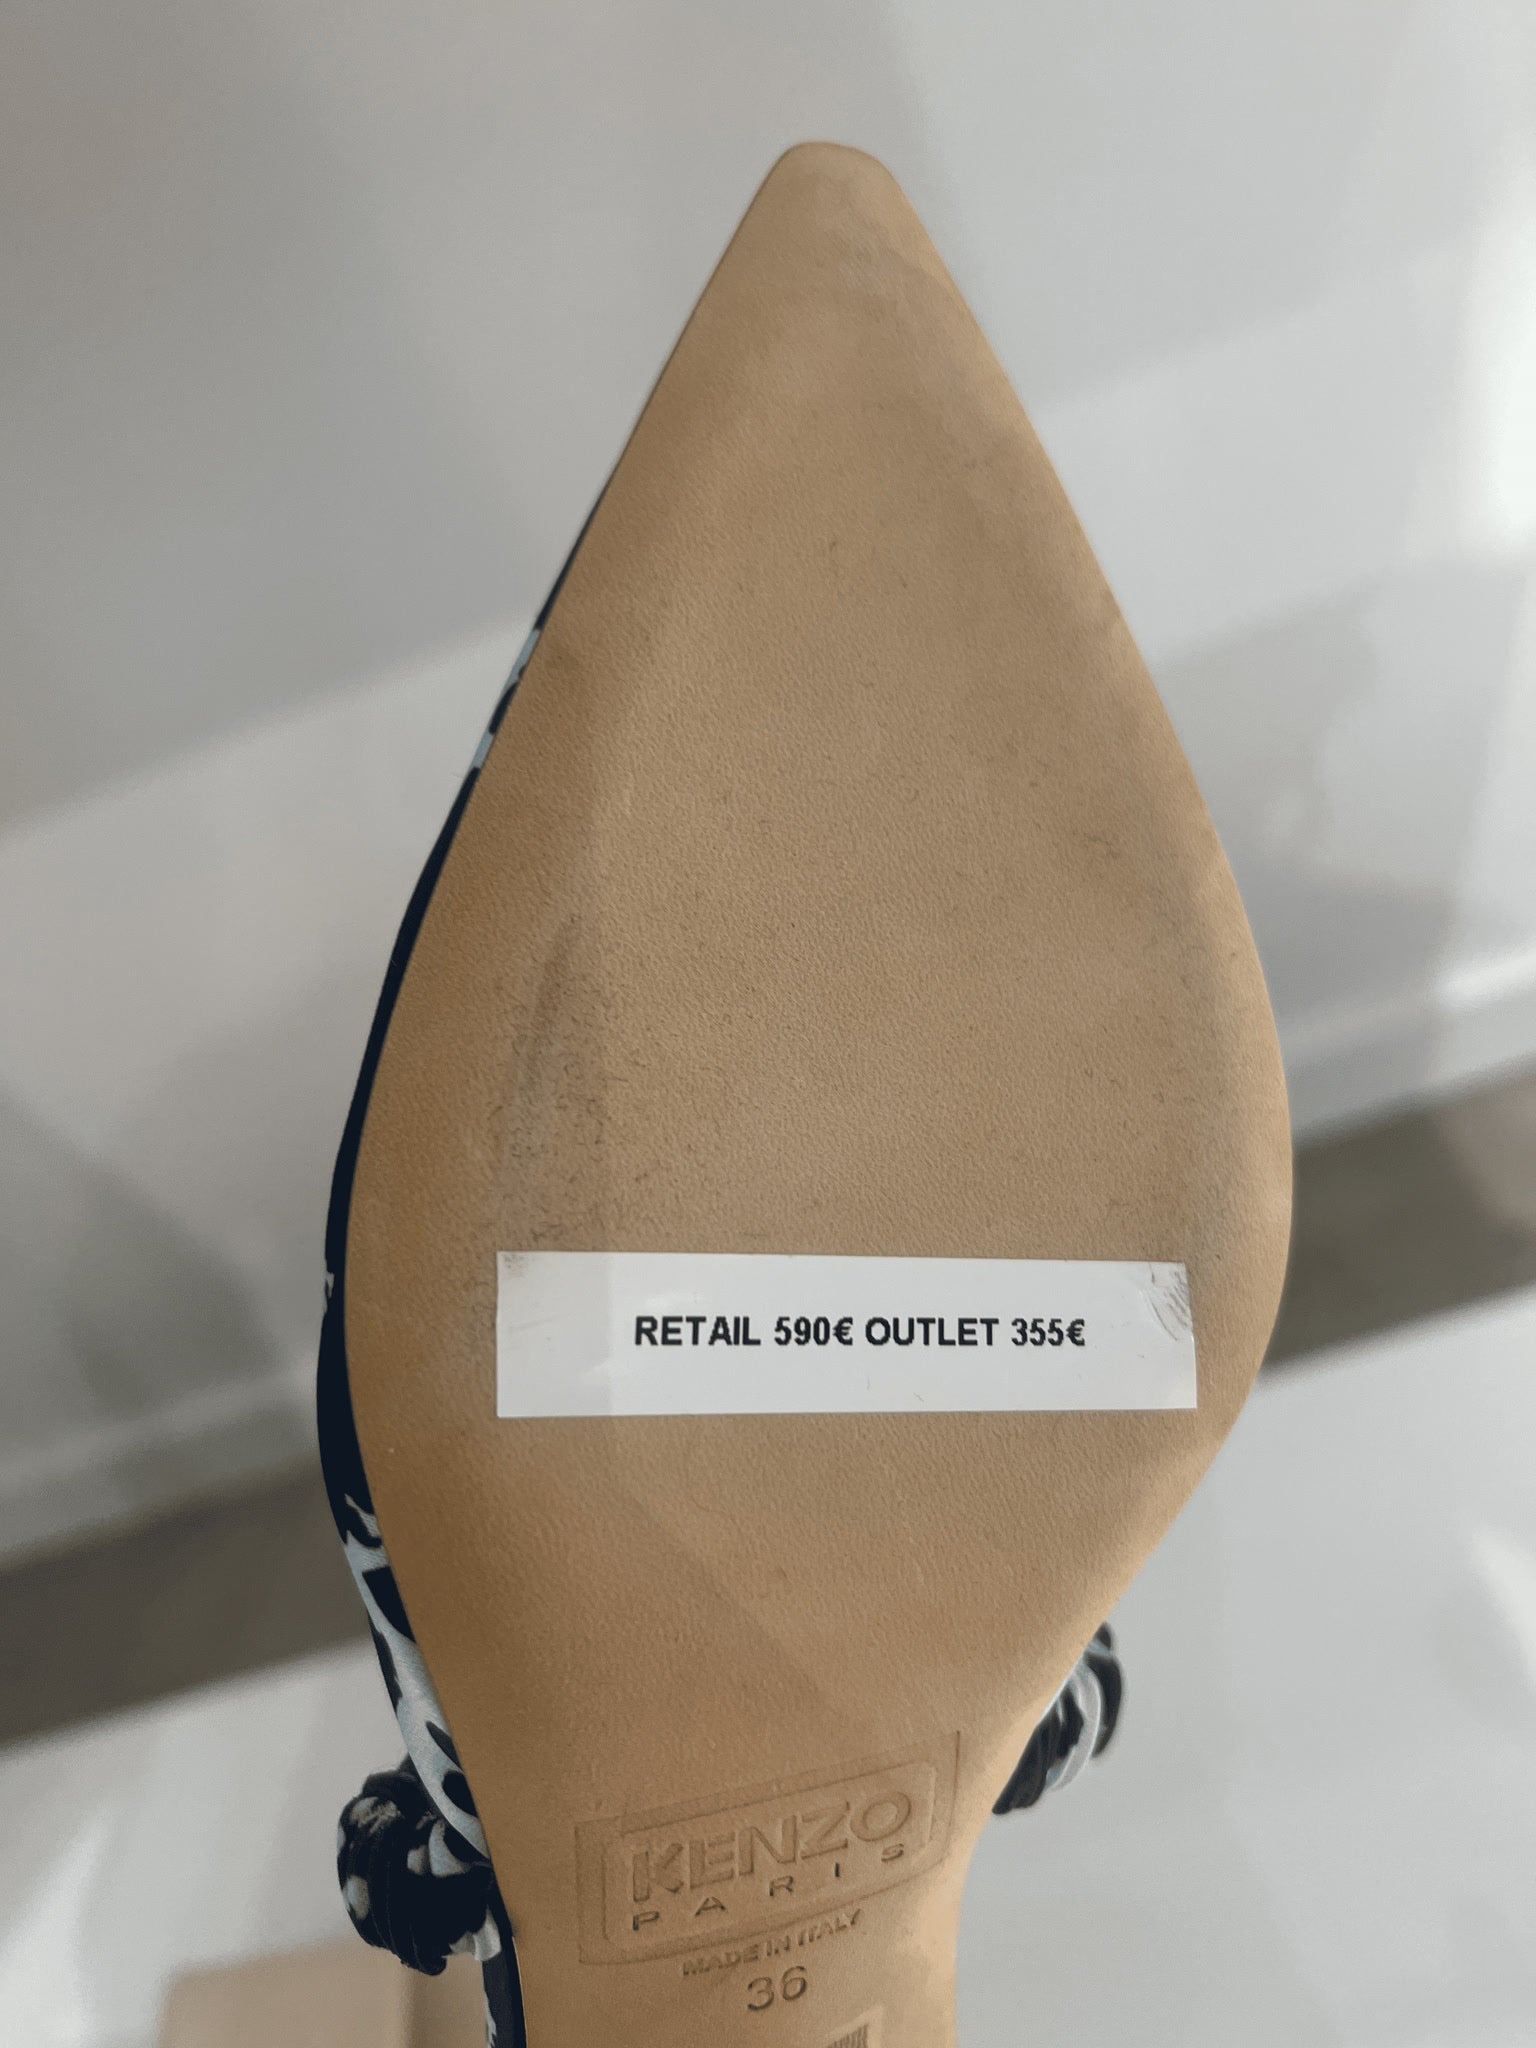 RETAIL 590€ OUTLET 355€
KENZO
PARIS
MADE IN ITALY
36